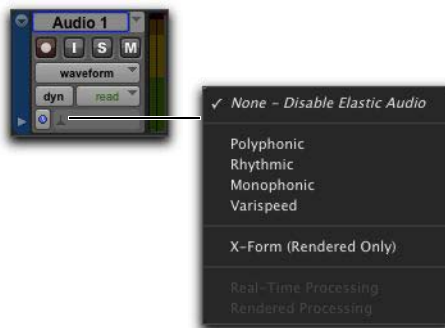 Audio 1
I S M
waveform
dyn read
✓ None – Disable Elastic Audio
Polyphonic
Rhythmic
Monophonic
Varispeed
X–Form (Rendered Only)
Real–Time Processing
Rendered Processing